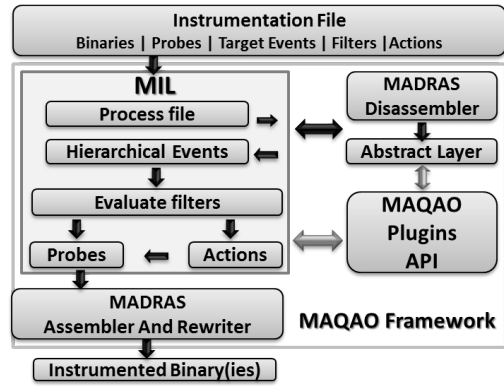 Instrumentation File
Binaries | Probes | Target Events | Filters |Actions
MIL
Process file
Hierarchical Events
Evaluate filters
Probes
Actions
MADRAS
Disassembler
Abstract Layer
MAQAO
Plugins
API
MADRAS
Assembler And Rewriter
MAQAO Framework
Instrumented Binary(ies)